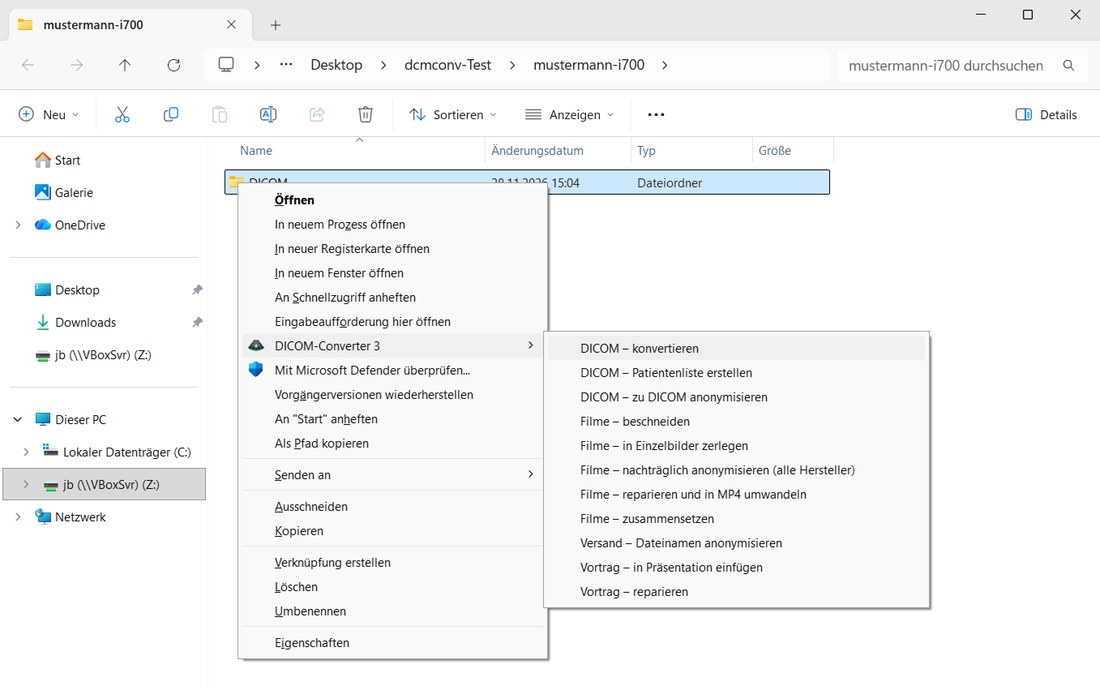 mustermann-i700
Desktop
dcmconv-Test
mustermann-i700
mustermann-i700 durchsuchen
Neu
Sortieren
Anzeigen
Details
Name
Änderungsdatum
Typ
Größe
DICOM
28.11.2026 15:04
Dateiordner
Start
Galerie
OneDrive
Desktop
Downloads
jb (\\VBoxSvr) (Z:)
Dieser PC
Lokaler Datenträger (C:)
jb (\\VBoxSvr) (Z:)
Netzwerk
Öffnen
In neuem Prozess öffnen
In neuer Registerkarte öffnen
In neuem Fenster öffnen
An Schnellzugriff anheften
Eingabeaufforderung hier öffnen
DICOM-Converter 3
Mit Microsoft Defender überprüfen...
Vorgängerversionen wiederherstellen
An "Start" anheften
Als Pfad kopieren
Senden an
Ausschneiden
Kopieren
Verknüpfung erstellen
Löschen
Umbenennen
Eigenschaften
DICOM – konvertieren
DICOM – Patientenliste erstellen
DICOM – zu DICOM anonymisieren
Filme – beschneiden
Filme – in Einzelbilder zerlegen
Filme – nachträglich anonymisieren (alle Hersteller)
Filme – reparieren und in MP4 umwandeln
Filme – zusammensetzen
Versand – Dateinamen anonymisieren
Vortrag – in Präsentation einfügen
Vortrag – reparieren